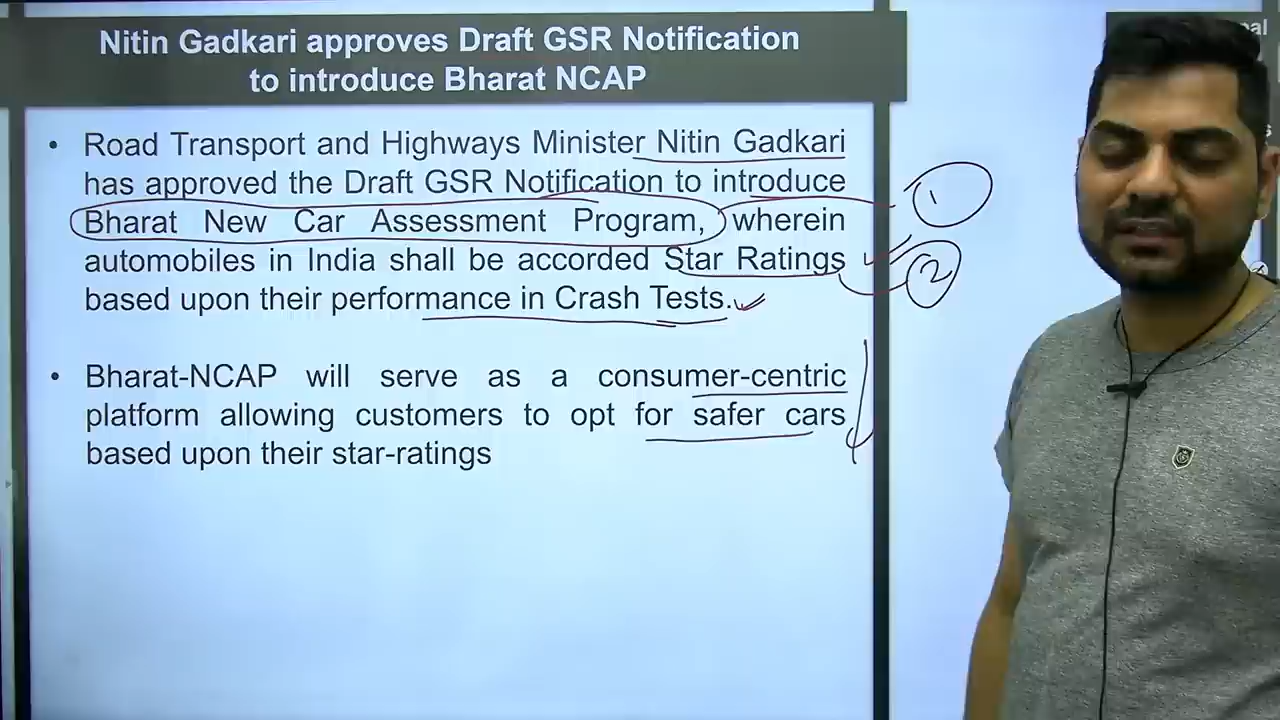 Nitin Gadkari approves Draft GSR Notification
to introduce Bharat NCAP
• Road Transport and Highways Minister Nitin Gadkari
has approved the Draft GSR Notification to introduce
Bharat New Car Assessment Program, wherein
automobiles in India shall be accorded Star Ratings
based upon their performance in Crash Tests.
• Bharat-NCAP will serve as a consumer-centric
platform allowing customers to opt for safer cars
based upon their star-ratings
1
2